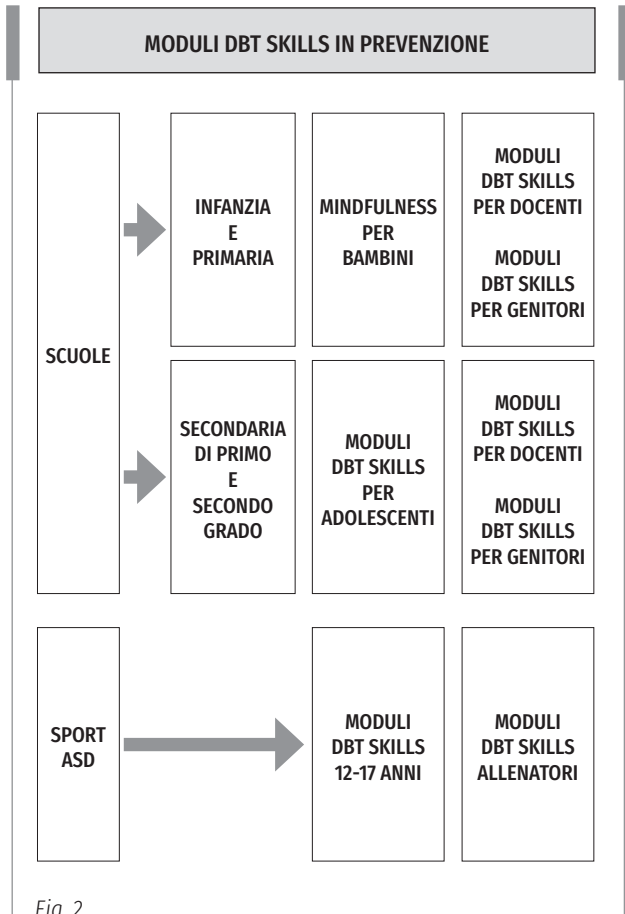 MODULI DBT SKILLS IN PREVENZIONE
SCUOLE
INFANZIA
E
PRIMARIA
MINDFULNESS
PER
BAMBINI
MODULI
DBT SKILLS
PER DOCENTI
MODULI
DBT SKILLS
PER GENITORI
SECONDARIA
DI PRIMO
E
SECONDO
GRADO
MODULI
DBT SKILLS
PER
ADOLESCENTI
MODULI
DBT SKILLS
PER DOCENTI
MODULI
DBT SKILLS
PER GENITORI
SPORT
ASD
MODULI
DBT SKILLS
12-17 ANNI
MODULI
DBT SKILLS
ALLENATORI
Fig. 2